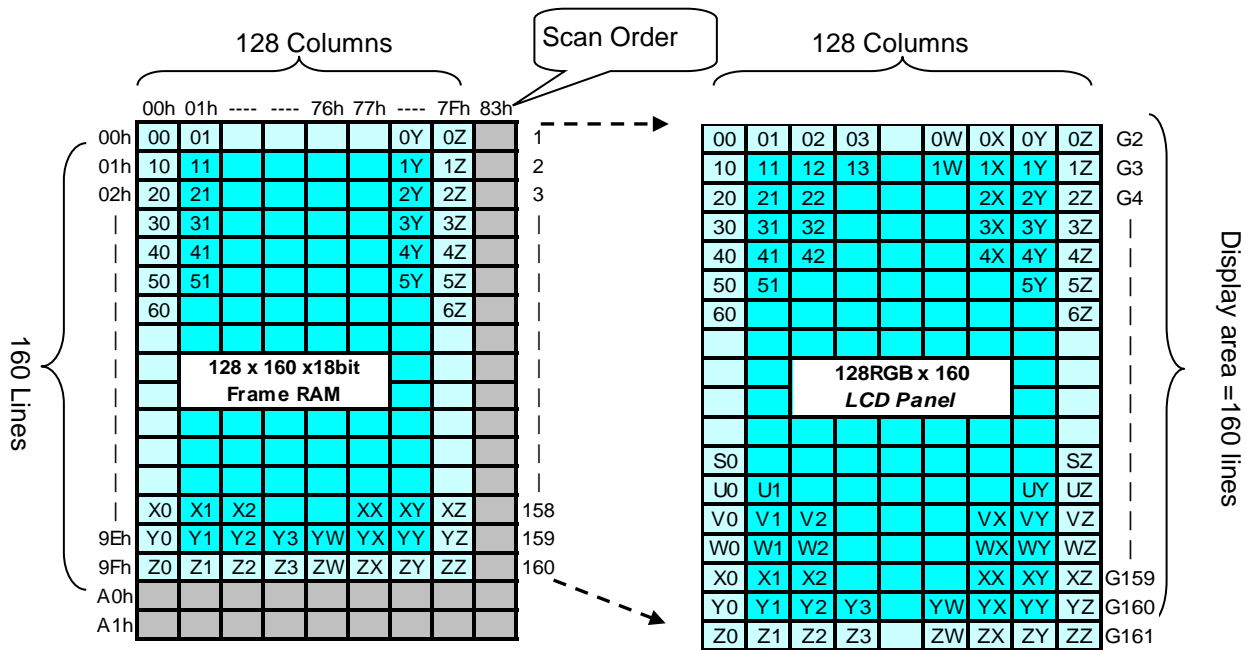 128 Columns
Scan Order
128 Columns
00h 01h ---- ---- 76h 77h ---- 7Fh 83h
00h 00 01 0Y 0Z 1
01h 10 11 1Y 1Z 2
02h 20 21 2Y 2Z 3
30 31 3Y 3Z
40 41 4Y 4Z
50 51 5Y 5Z
60 6Z
128 x 160 x18bit
Frame RAM
X0 X1 X2 XX XY XZ 158
9Eh Y0 Y1 Y2 Y3 YW YX YY YZ 159
9Fh Z0 Z1 Z2 Z3 ZW ZX ZY ZZ 160
A0h
A1h
160 Lines
00 01 02 03 0W 0X 0Y 0Z G2
10 11 12 13 1W 1X 1Y 1Z G3
20 21 22 2X 2Y 2Z G4
30 31 32 3X 3Y 3Z
40 41 42 4X 4Y 4Z
50 51 5Y 5Z
60 6Z
128RGB x 160
LCD Panel
S0 SZ
U0 U1 UY UZ
V0 V1 V2 VX VY VZ
W0 W1 W2 WX WY WZ
X0 X1 X2 XX XY XZ G159
Y0 Y1 Y2 Y3 YW YX YY YZ G160
Z0 Z1 Z2 Z3 ZW ZX ZY ZZ G161
Display area =160 lines